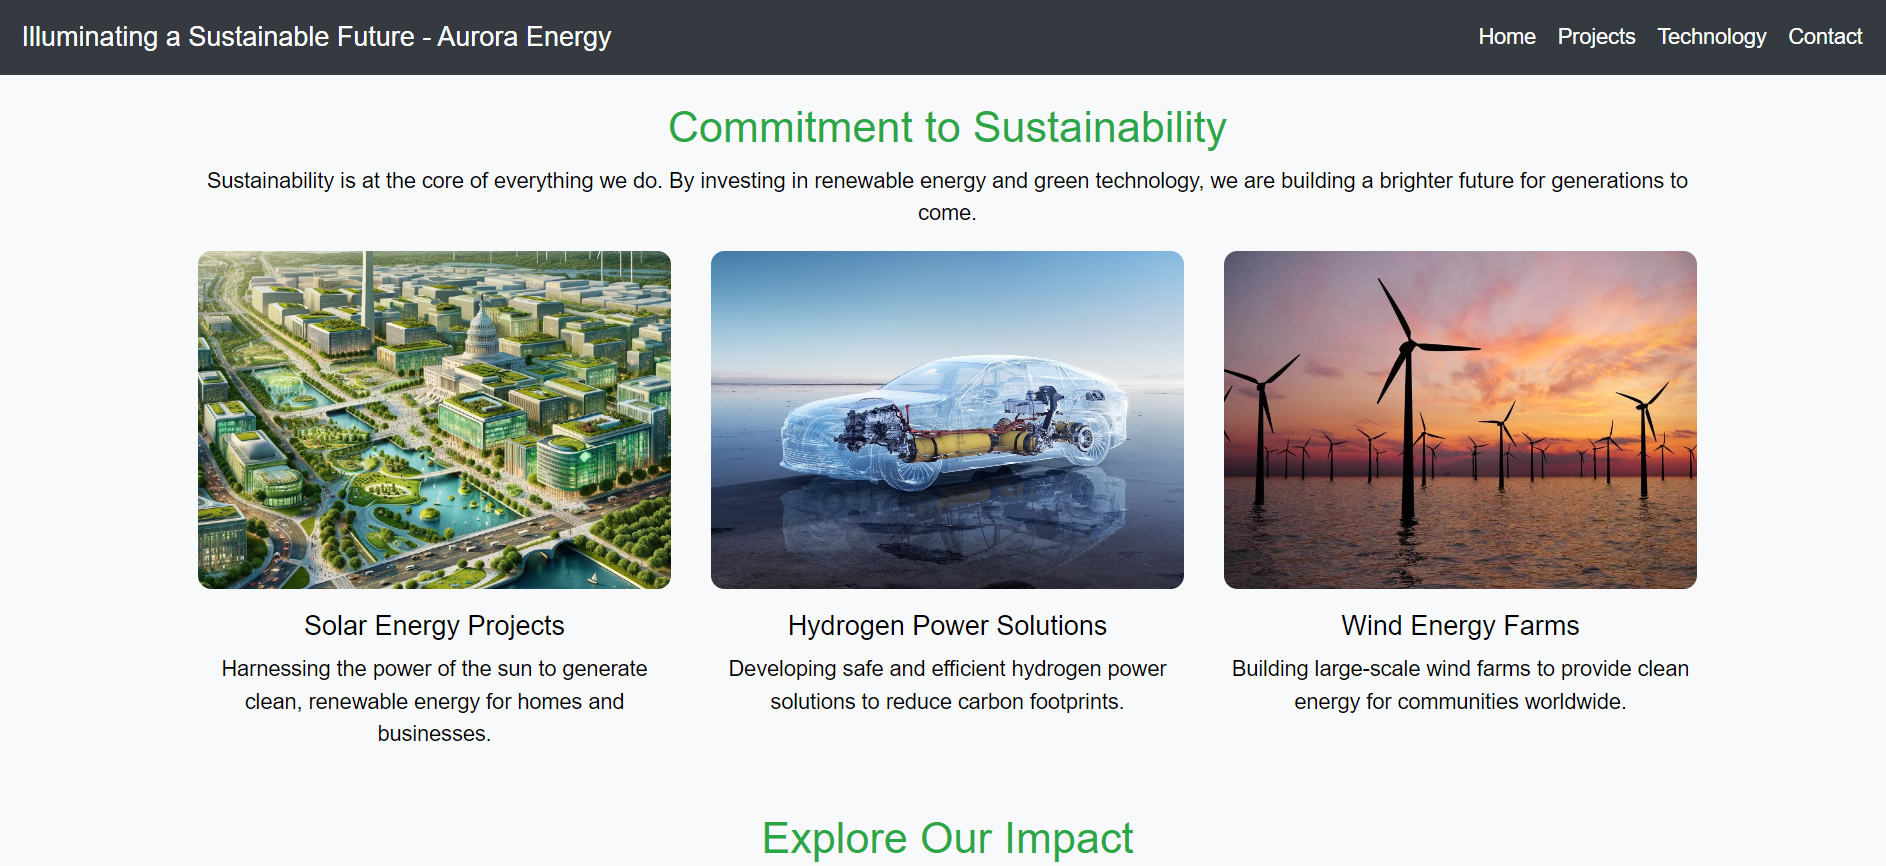 Illuminating a Sustainable Future - Aurora Energy
Home Projects Technology Contact
Commitment to Sustainability
Sustainability is at the core of everything we do. By investing in renewable energy and green technology, we are building a brighter future for generations to
come.
Solar Energy Projects
Harnessing the power of the sun to generate
clean, renewable energy for homes and
businesses.
Hydrogen Power Solutions
Developing safe and efficient hydrogen power
solutions to reduce carbon footprints.
Wind Energy Farms
Building large-scale wind farms to provide clean
energy for communities worldwide.
Explore Our Impact